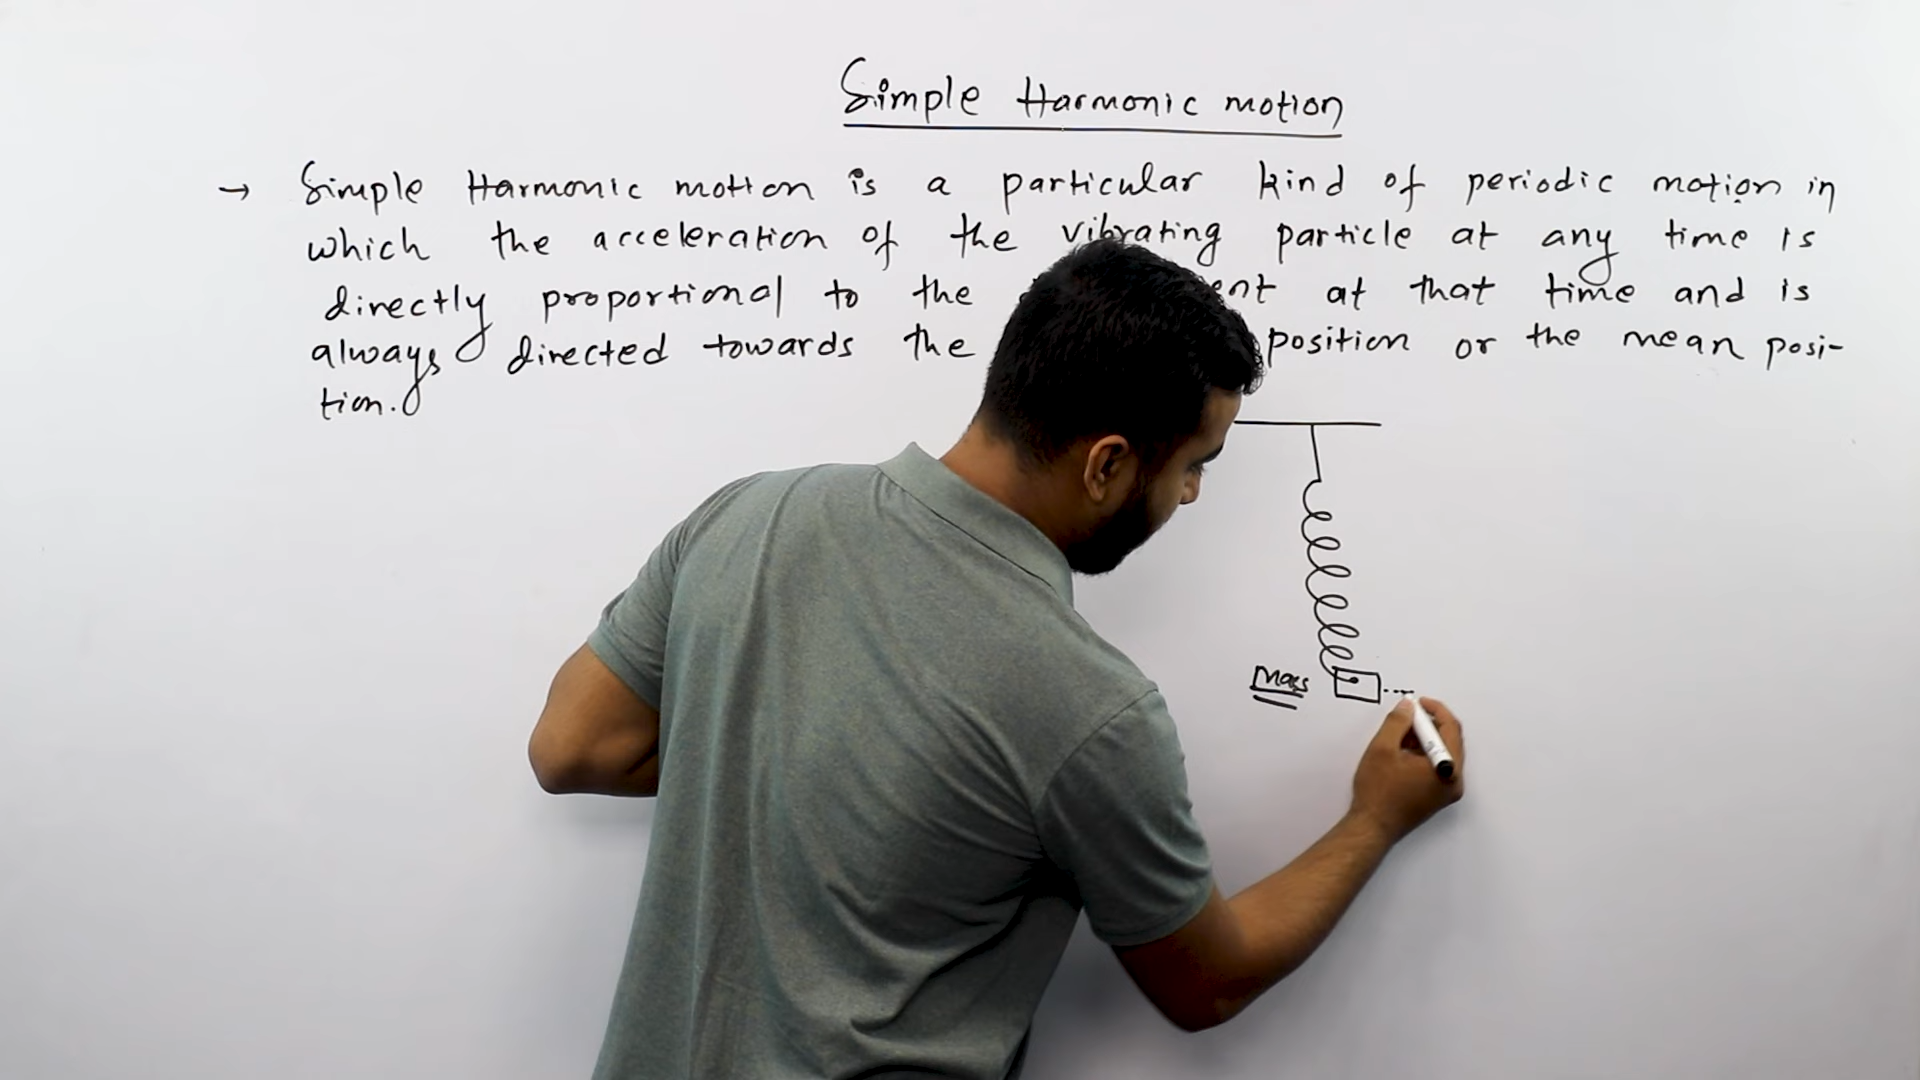 Simple Harmonic motion
→ Simple Harmonic motion is a particular kind of periodic motion in
which the acceleration of the vibrating particle at any time is
directly proportional to the ent at that time and is
always directed towards the position or the mean posi-
tion.
Mass